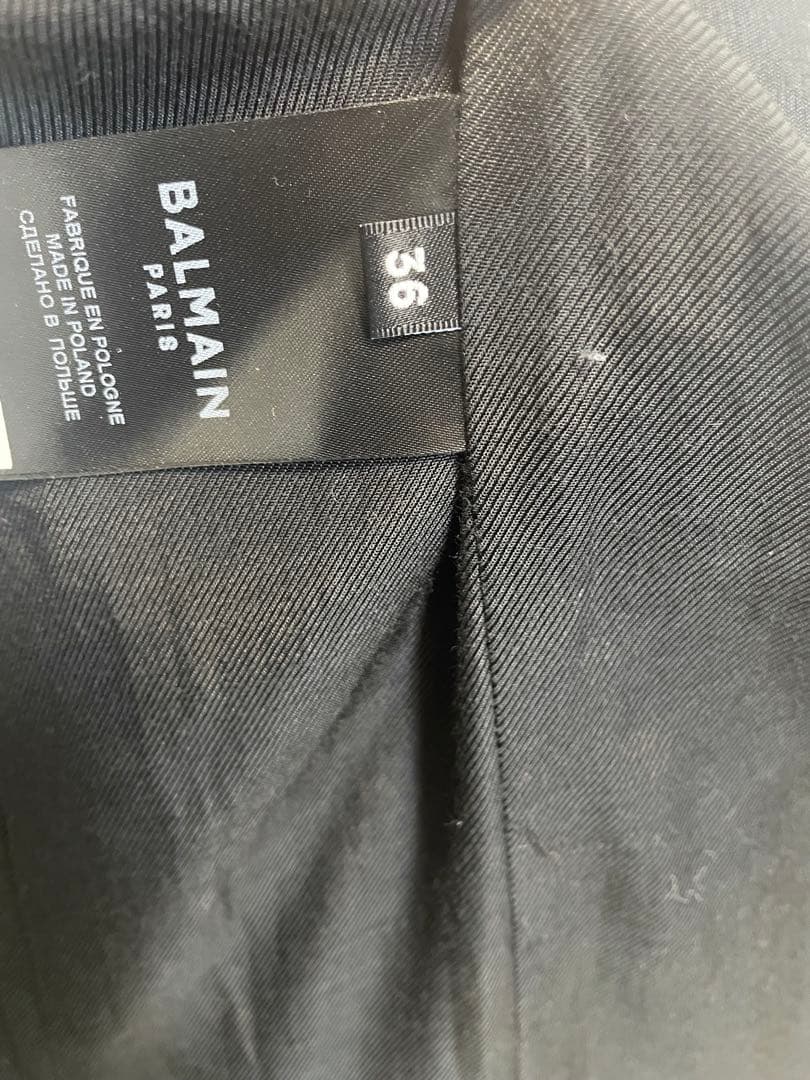 36
BALMAIN
PARIS
FABRIQUE EN POLOGNE
MADE IN POLAND
СДЕЛАНО В ПОЛЬШЕ